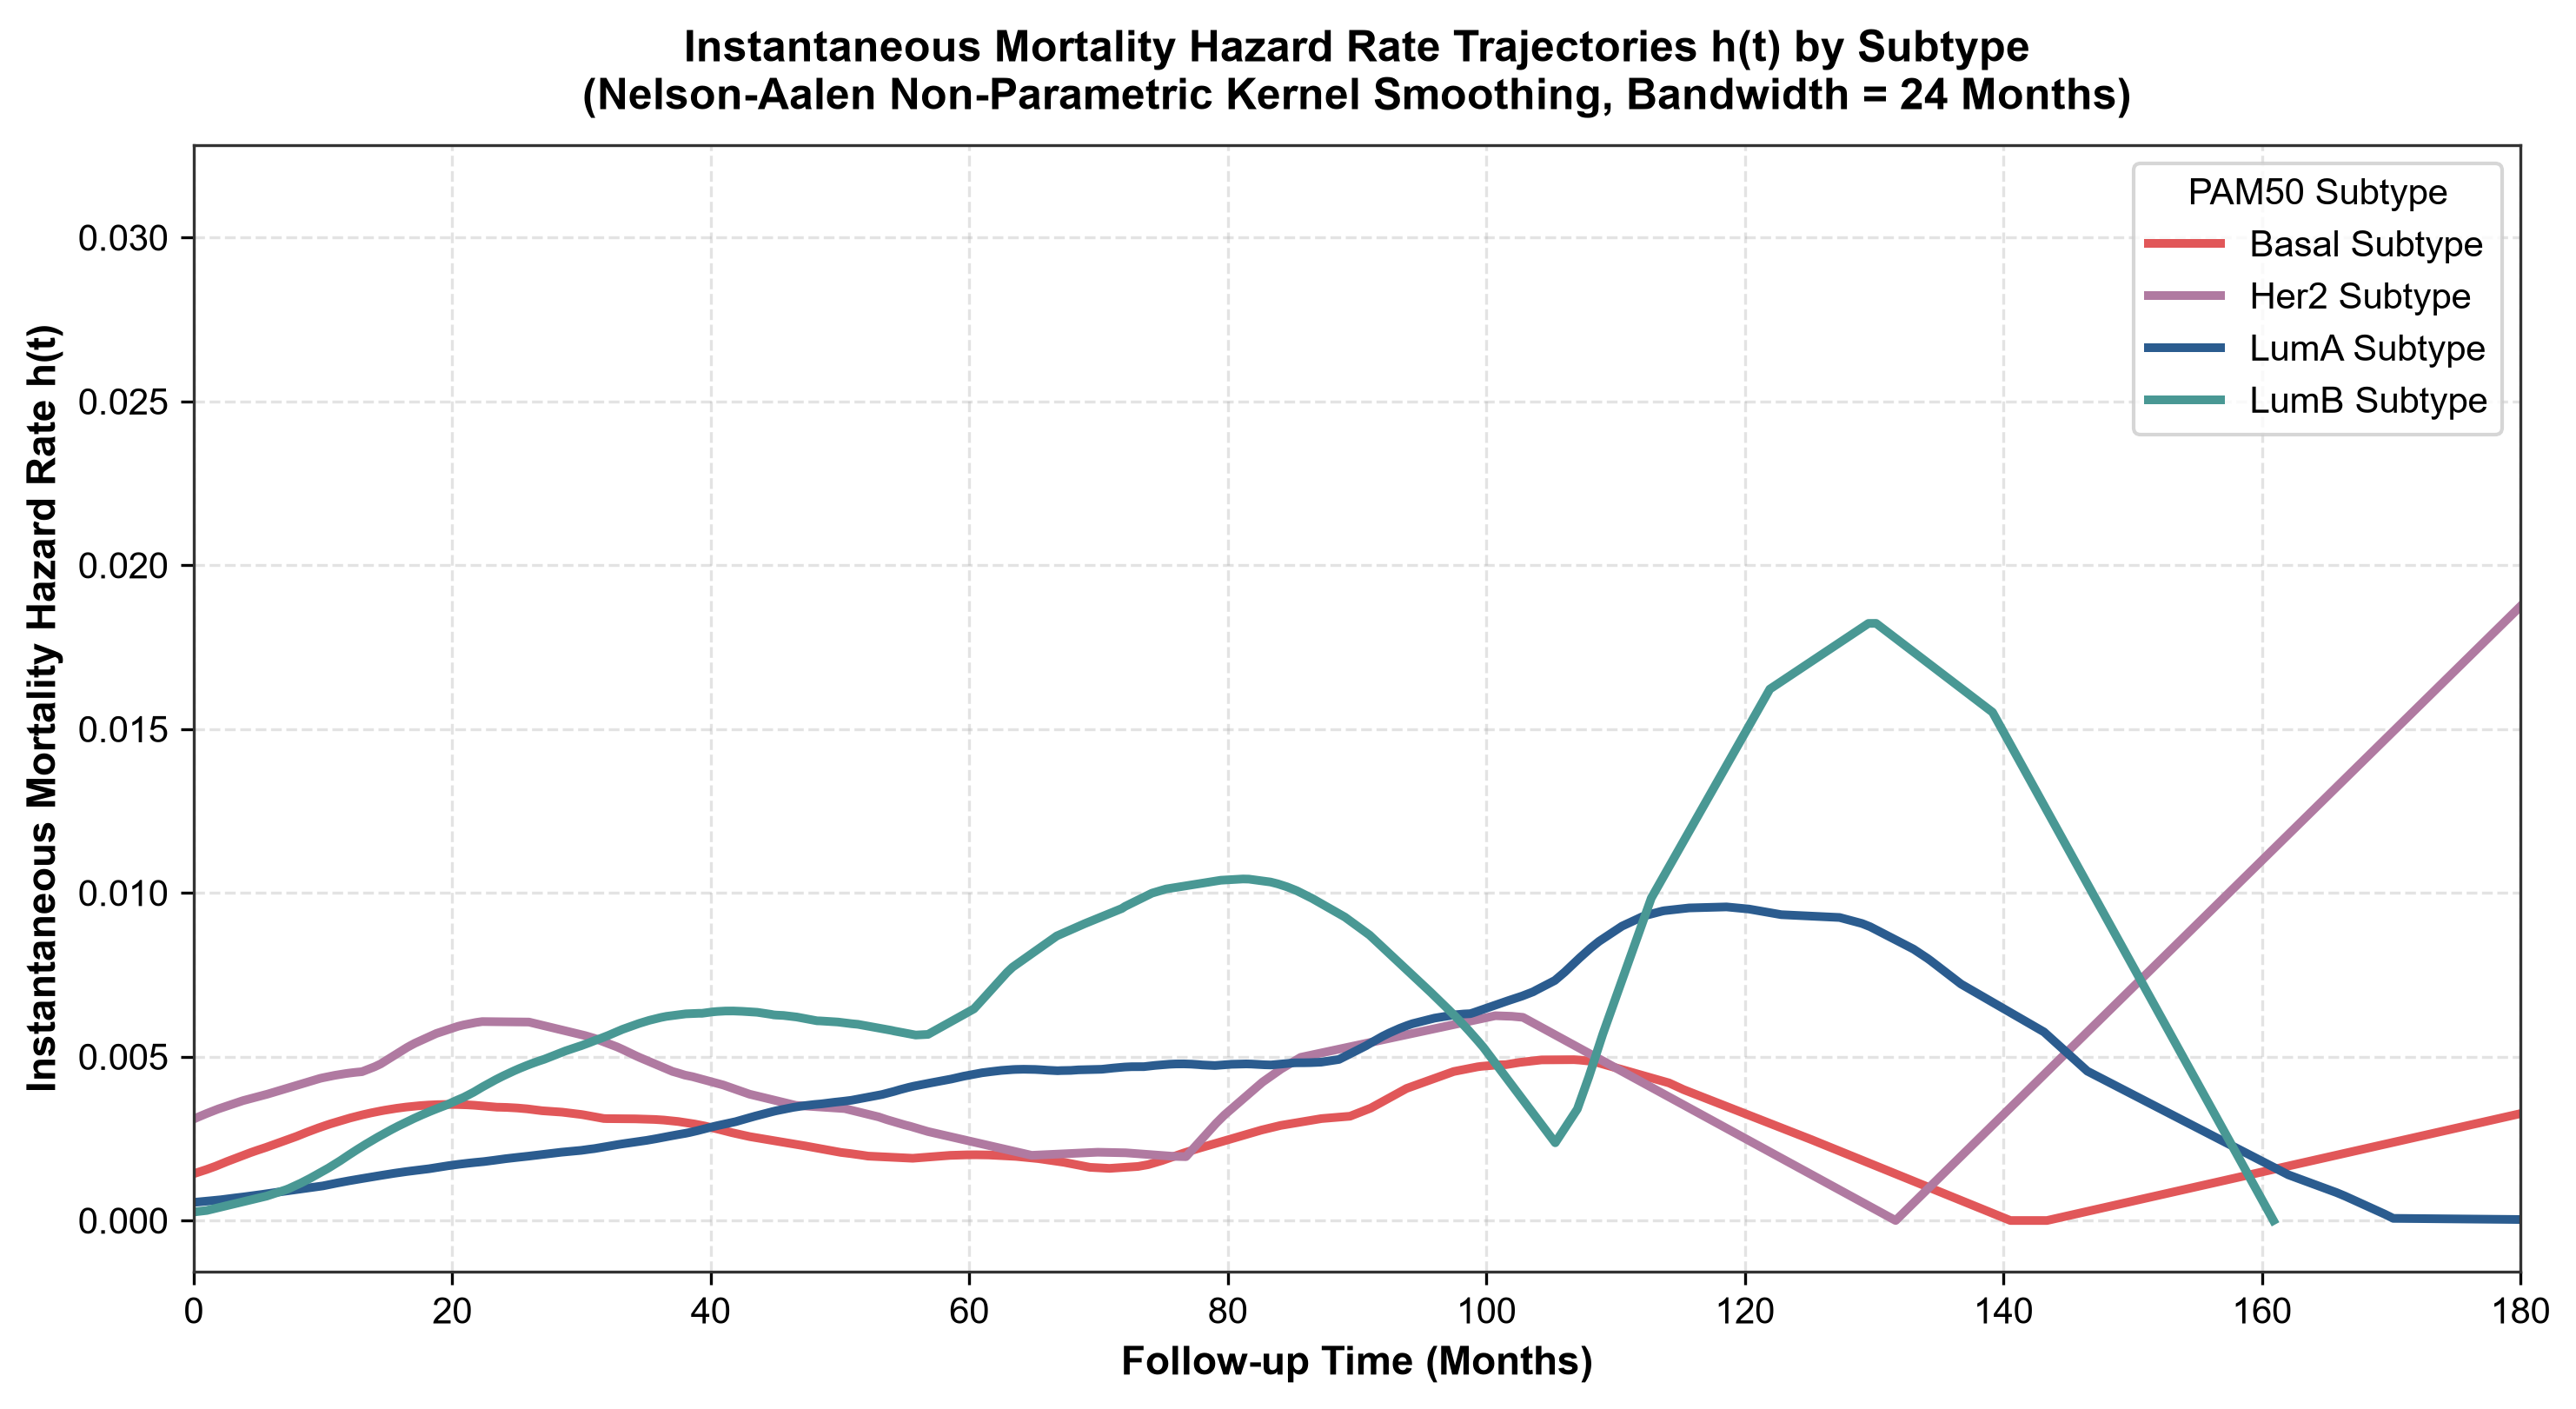 Instantaneous Mortality Hazard Rate Trajectories h(t) by Subtype
(Nelson-Aalen Non-Parametric Kernel Smoothing, Bandwidth = 24 Months)
PAM50 Subtype
Basal Subtype
Her2 Subtype
LumA Subtype
LumB Subtype
Instantaneous Mortality Hazard Rate h(t)
0.030
0.025
0.020
0.015
0.010
0.005
0.000
0 20 40 60 80 100 120 140 160 180
Follow-up Time (Months)